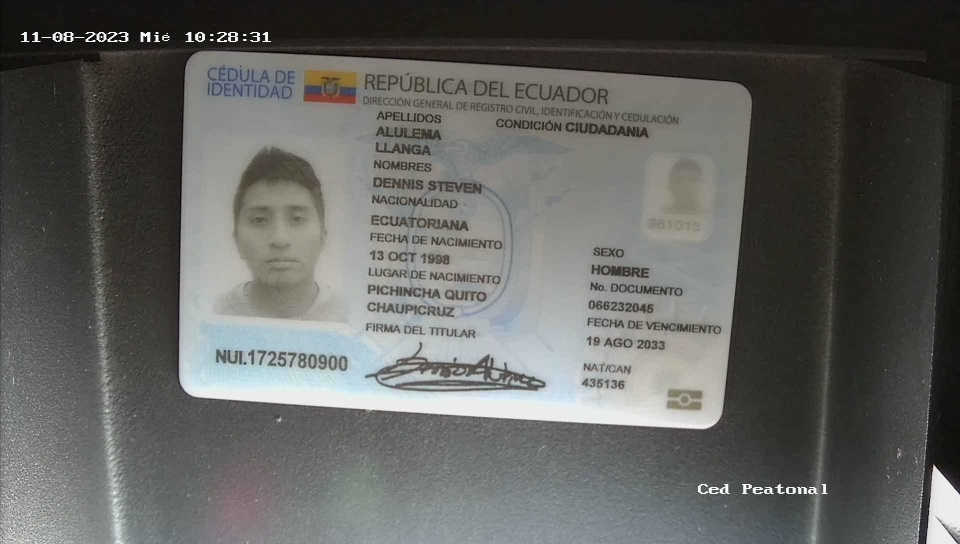 11-08-2023 Mié 10:28:31
CÉDULA DE
IDENTIDAD
REPÚBLICA DEL ECUADOR
DIRECCIÓN GENERAL DE REGISTRO CIVIL, IDENTIFICACIÓN Y CEDULACIÓN
APELLIDOS
CONDICIÓN CIUDADANIA
ALULEMA
LLANGA
NOMBRES
DENNIS STEVEN
NACIONALIDAD
ECUATORIANA
FECHA DE NACIMIENTO
13 OCT 1998
LUGAR DE NACIMIENTO
PICHINCHA QUITO
CHAUPICRUZ
FIRMA DEL TITULAR
981013
SEXO
HOMBRE
No. DOCUMENTO
066232045
FECHA DE VENCIMIENTO
19 AGO 2033
NAT/CAN
435136
NUI.1725780900
Ced Peatonal